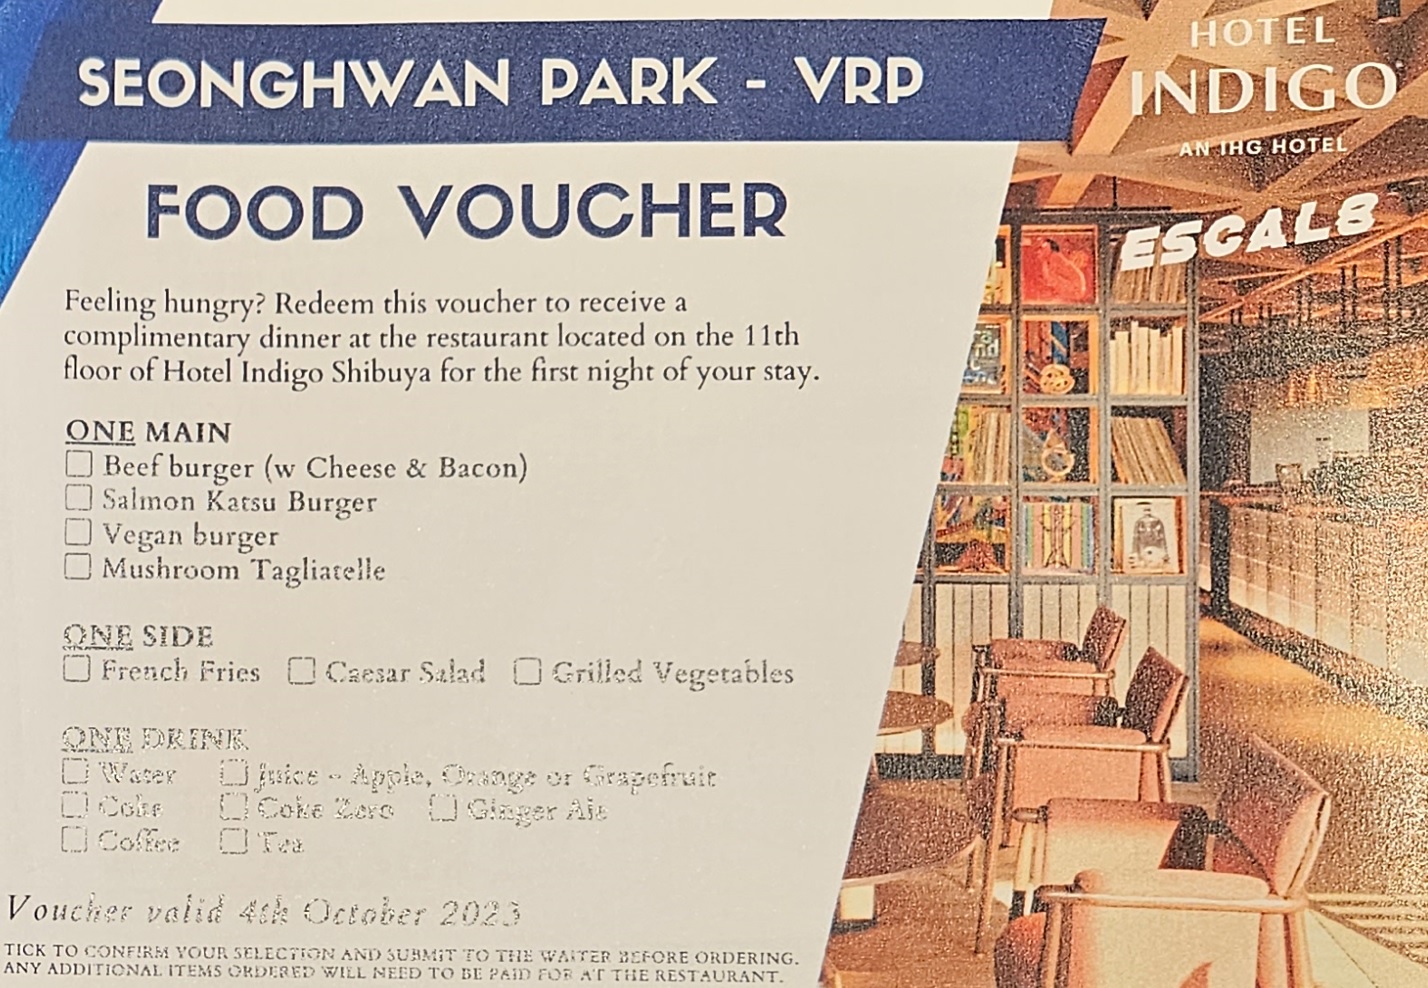 SEONGHWAN PARK - VRP
HOTEL
INDIGO
AN IHG HOTEL
ESCAL8
FOOD VOUCHER
Feeling hungry? Redeem this voucher to receive a
complimentary dinner at the restaurant located on the 11th
floor of Hotel Indigo Shibuya for the first night of your stay.
ONE MAIN
☐ Beef burger (w Cheese & Bacon)
☐ Salmon Katsu Burger
☐ Vegan burger
☐ Mushroom Tagliatelle
ONE SIDE
☐ French Fries ☐ Caesar Salad ☐ Grilled Vegetables
ONE DRINK
☐ Water ☐ Juice - Apple, Orange or Grapefruit
☐ Coke ☐ Coke Zero ☐ Ginger Ale
☐ Coffee ☐ Tea
Voucher valid 4th October 2023
TICK TO CONFIRM YOUR SELECTION AND SUBMIT TO THE WAITER BEFORE ORDERING.
ANY ADDITIONAL ITEMS ORDERED WILL NEED TO BE PAID FOR AT THE RESTAURANT.